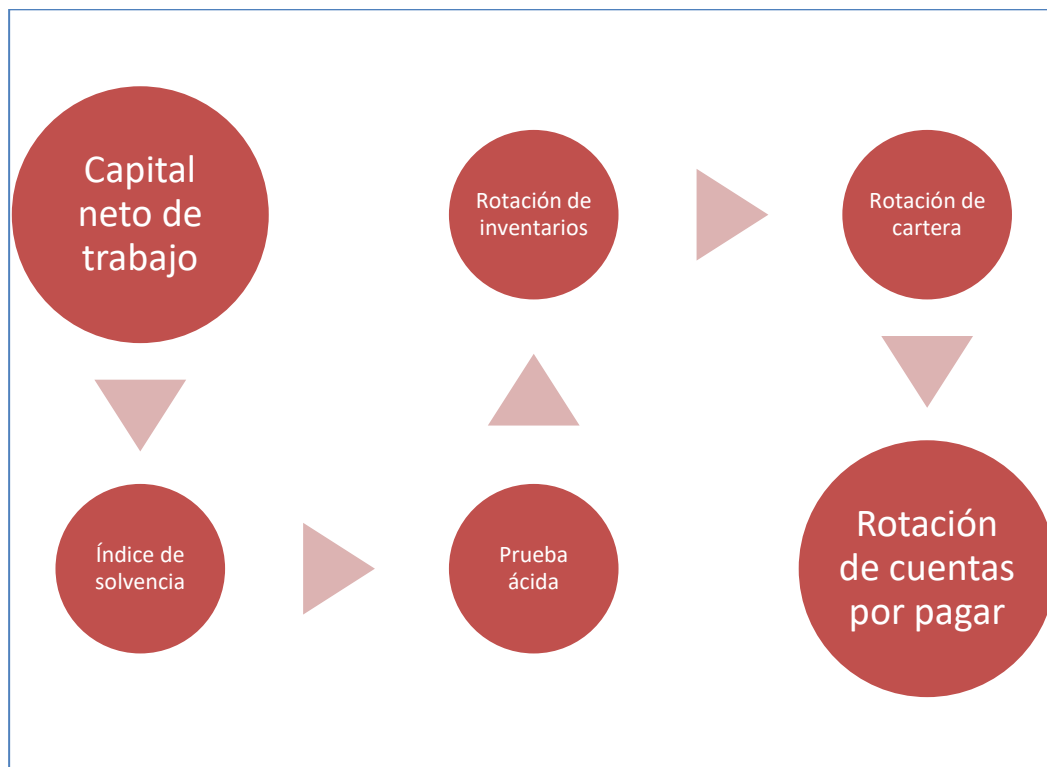 Capital
neto de
trabajo
Índice de
solvencia
Prueba
ácida
Rotación de
inventarios
Rotación de
cartera
Rotación
de cuentas
por pagar